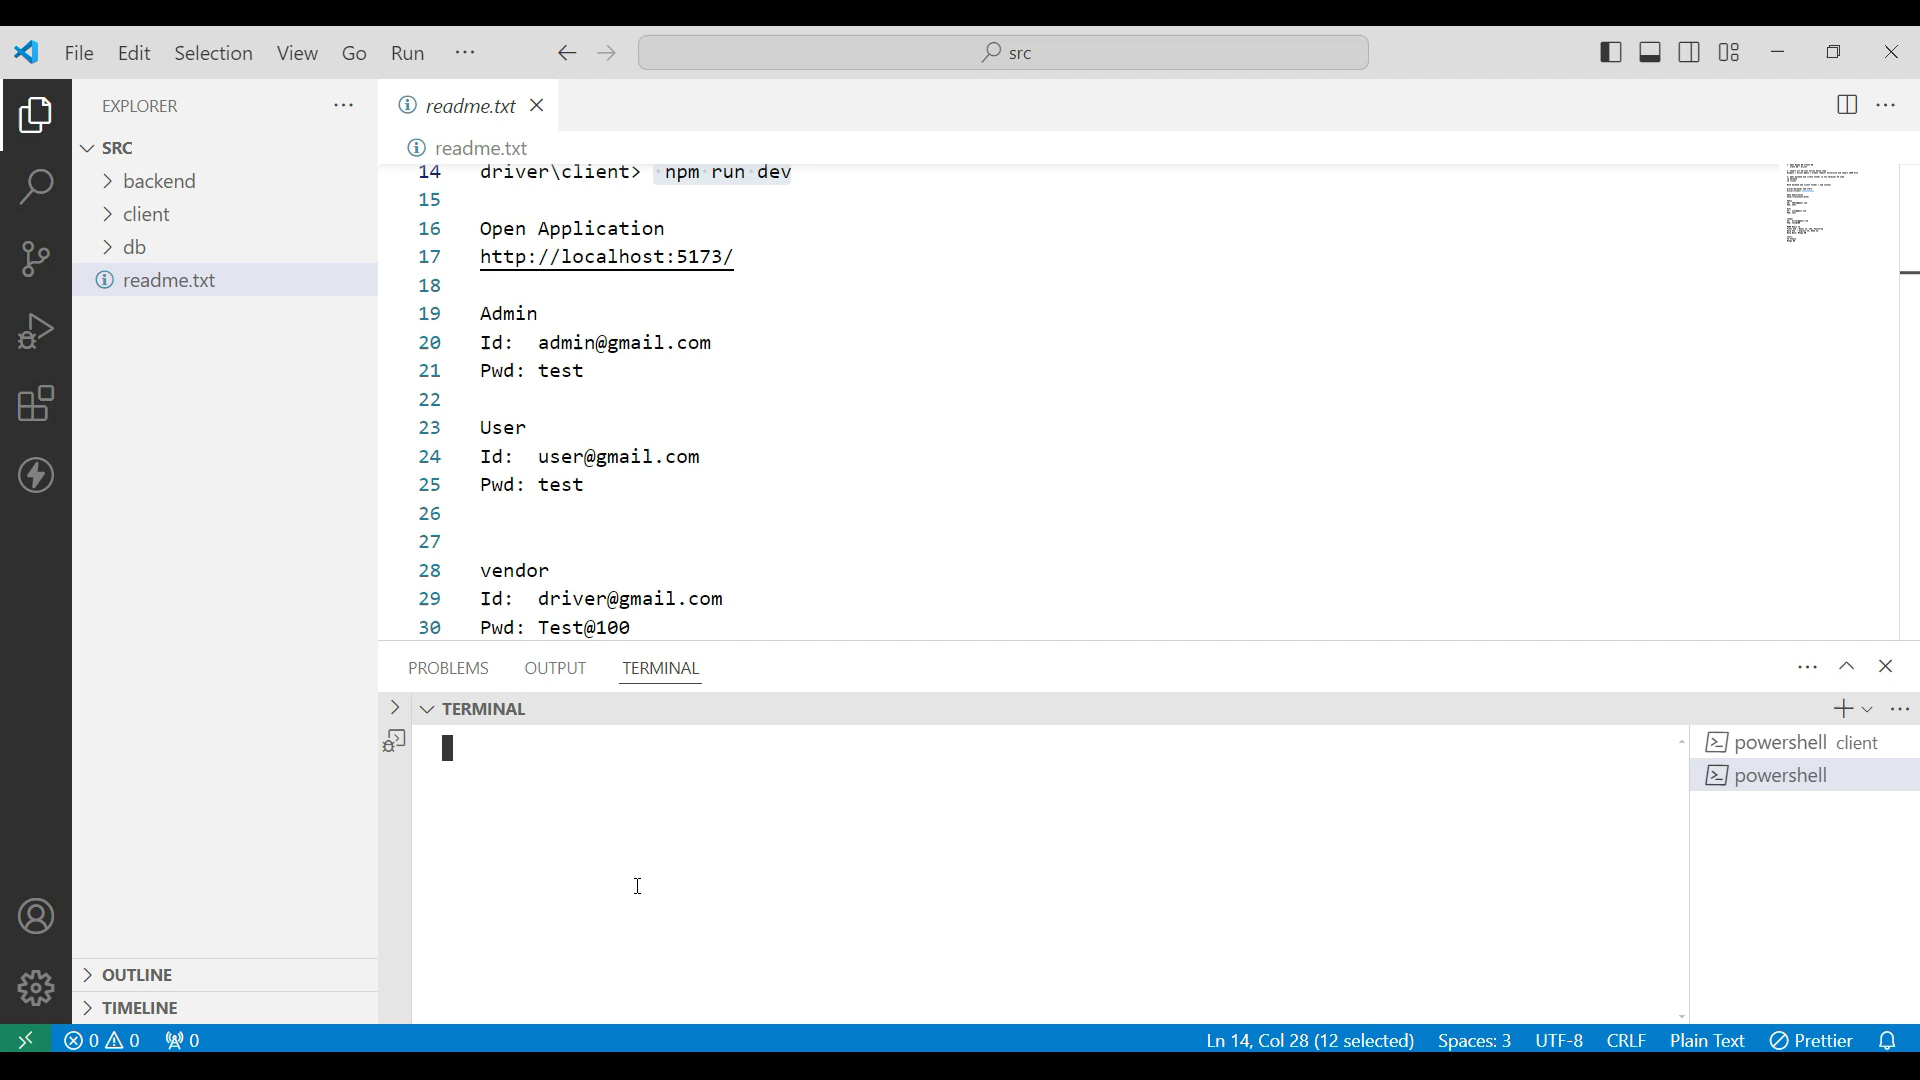 File Edit Selection View Go Run ···
src
EXPLORER ···
readme.txt
SRC
readme.txt
backend
client
db
readme.txt
14 driver\client> npm run dev
15
16 Open Application
17 http://localhost:5173/
18
19 Admin
20 Id: admin@gmail.com
21 Pwd: test
22
23 User
24 Id: user@gmail.com
25 Pwd: test
26
27
28 vendor
29 Id: driver@gmail.com
30 Pwd: Test@100
PROBLEMS OUTPUT TERMINAL
TERMINAL
powershell client
powershell
OUTLINE
TIMELINE
0 0 0 Ln 14, Col 28 (12 selected) Spaces: 3 UTF-8 CRLF Plain Text Prettier